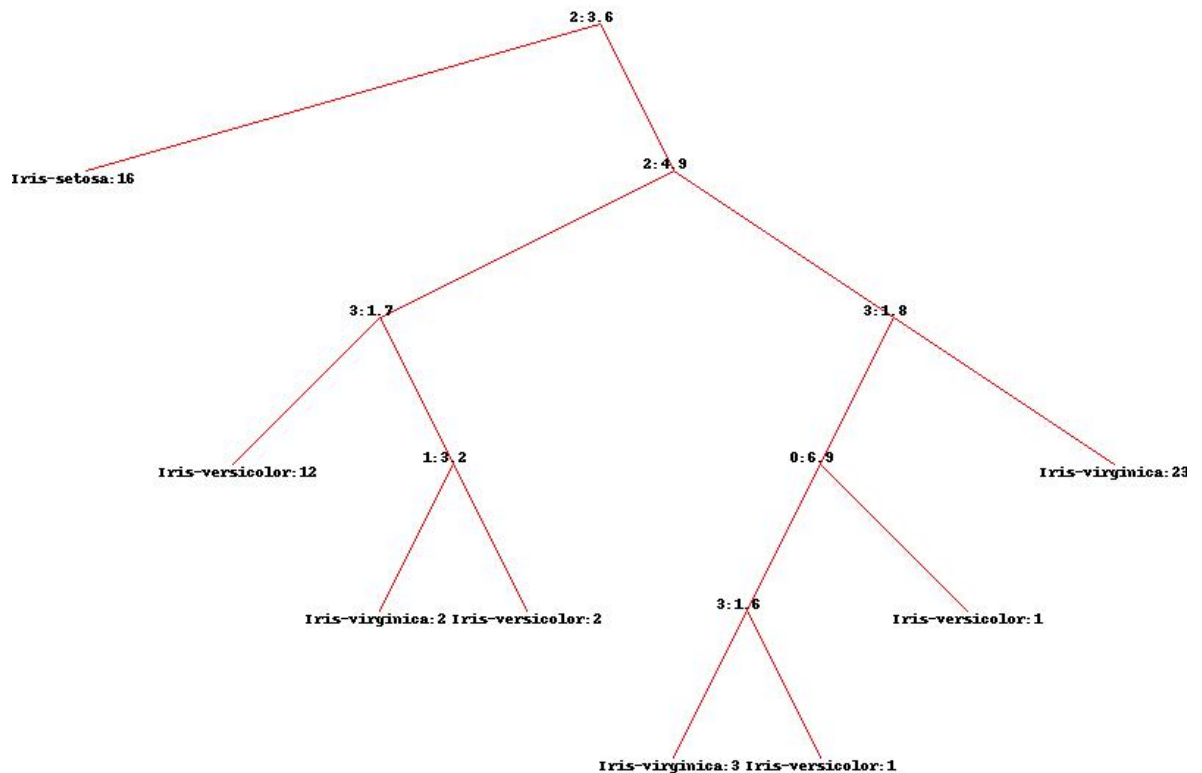 2:3.6
2:4.9
Iris-setosa:16
3:1.7
3:1.8
Iris-versicolor:12
1:3.2
0:6.9
Iris-virginica:23
Iris-virginica:2
Iris-versicolor:2
3:1.6
Iris-versicolor:1
Iris-virginica:3
Iris-versicolor:1